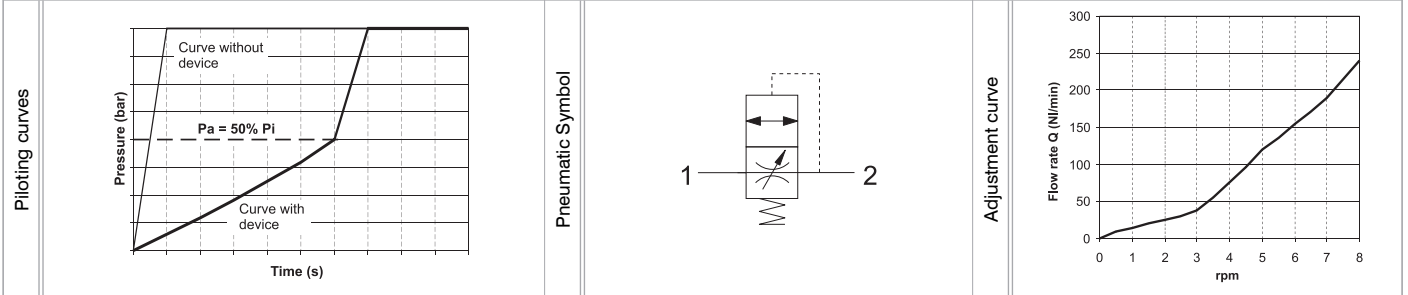 Piloting curves
Pressure (bar)
Curve without
device
Pa = 50% Pi
Curve with
device
Time (s)
Pneumatic Symbol
1
2
Adjustment curve
Flow rate Q (Nl/min)
300
250
200
150
100
50
0
0 1 2 3 4 5 6 7 8
rpm